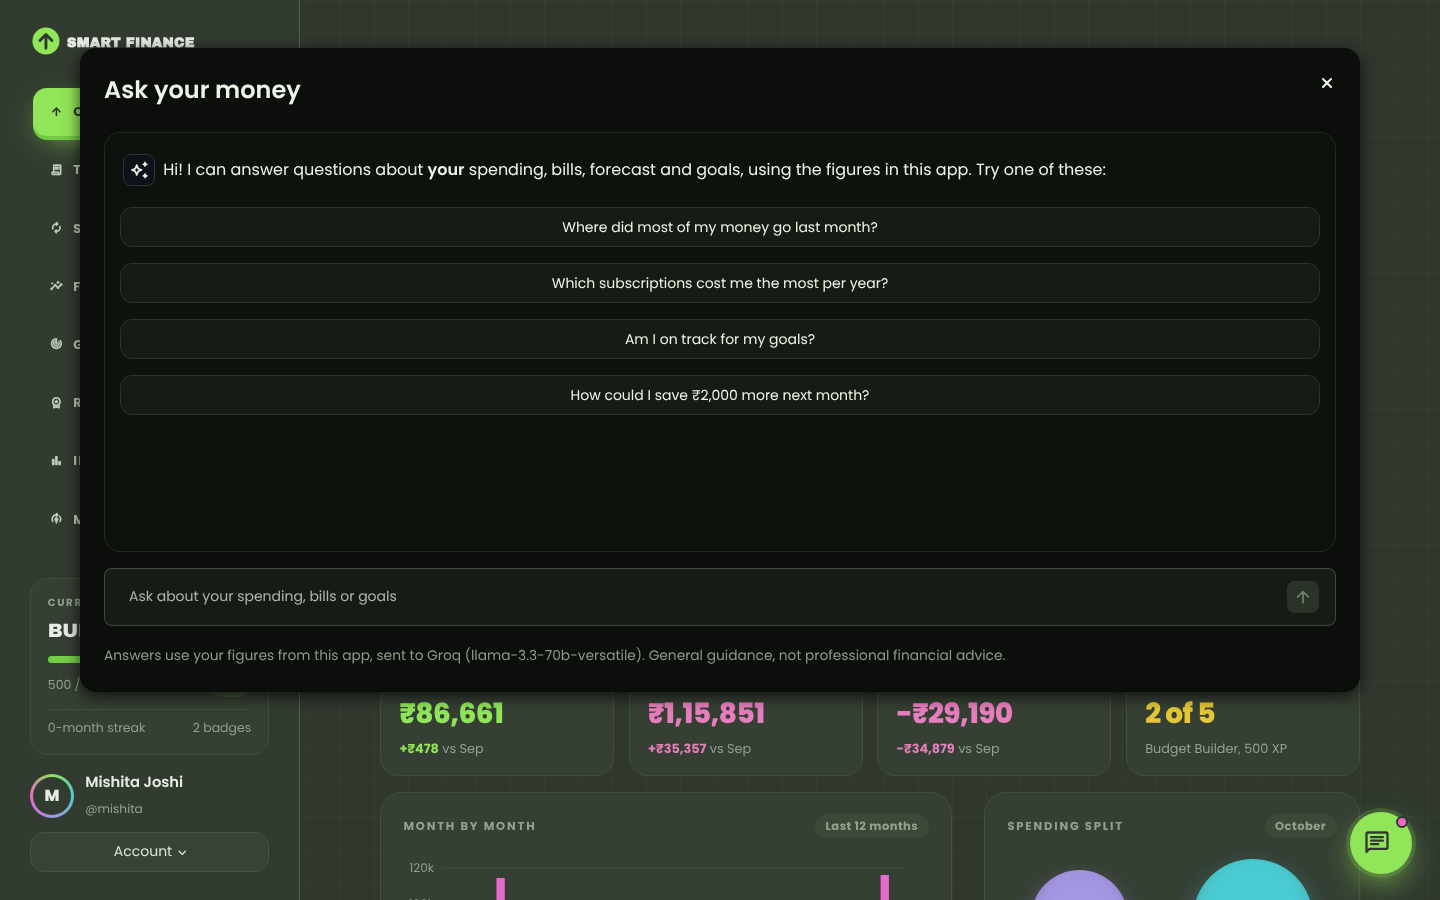 SMART FINANCE
Ask your money
Hi! I can answer questions about your spending, bills, forecast and goals, using the figures in this app. Try one of these:
Where did most of my money go last month?
Which subscriptions cost me the most per year?
Am I on track for my goals?
How could I save ₹2,000 more next month?
Ask about your spending, bills or goals
Answers use your figures from this app, sent to Groq (llama-3.3-70b-versatile). General guidance, not professional financial advice.
500 /
0-month streak
2 badges
Mishita Joshi
@mishita
M
Account
₹86,661
+₹478 vs Sep
₹1,15,851
+₹35,357 vs Sep
-₹29,190
-₹34,879 vs Sep
2 of 5
Budget Builder, 500 XP
MONTH BY MONTH
Last 12 months
120k
SPENDING SPLIT
October